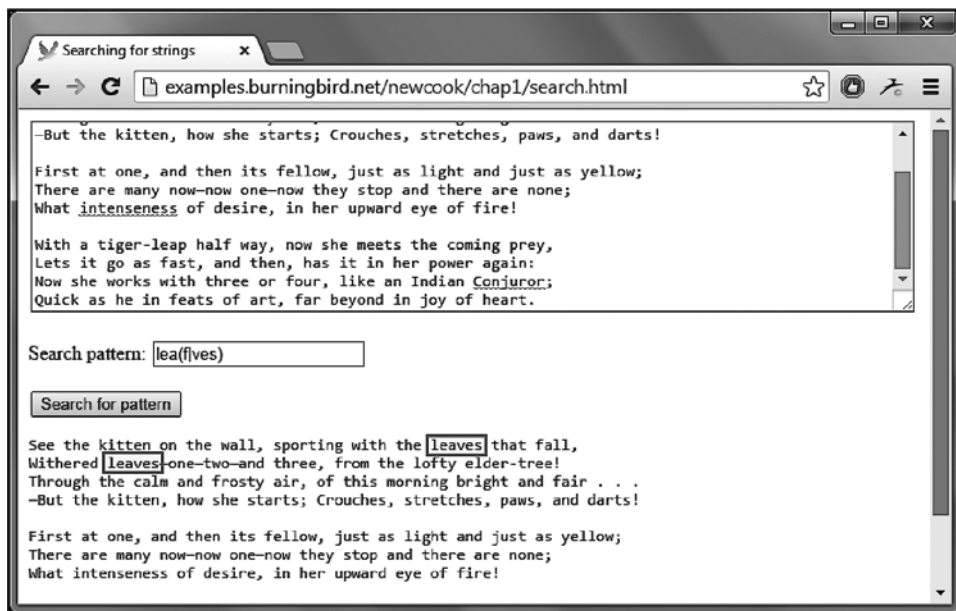 Searching for strings
examples.burningbird.net/newcook/chap1/search.html
—But the kitten, how she starts; Crouches, stretches, paws, and darts!
First at one, and then its fellow, just as light and just as yellow;
There are many now—now one—now they stop and there are none;
What intenseness of desire, in her upward eye of fire!
With a tiger-leap half way, now she meets the coming prey,
Lets it go as fast, and then, has it in her power again:
Now she works with three or four, like an Indian Conjuror;
Quick as he in feats of art, far beyond in joy of heart.
Search pattern: lea(f|ves)
Search for pattern
See the kitten on the wall, sporting with the leaves that fall,
Withered leaves—one—two—and three, from the lofty elder-tree!
Through the calm and frosty air, of this morning bright and fair . . .
—But the kitten, how she starts; Crouches, stretches, paws, and darts!
First at one, and then its fellow, just as light and just as yellow;
There are many now—now one—now they stop and there are none;
What intenseness of desire, in her upward eye of fire!